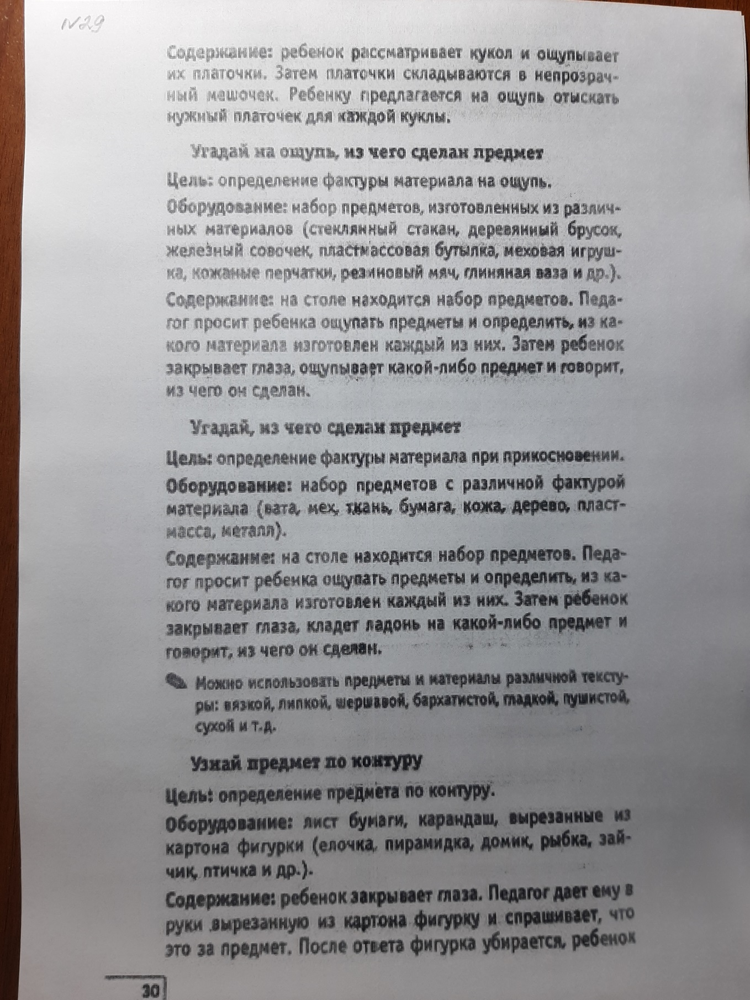 N29
Содержание: ребенок рассматривает кукол и ощупывает
их платочки. Затем платочки складываются в непрозрач-
ный мешочек. Ребенку предлагается на ощупь отыскать
нужный платочек для каждой куклы.
Угадай на ощупь, из чего сделан предмет
Цель: определение фактуры материала на ощупь.
Оборудование: набор предметов, изготовленных из различ-
ных материалов (стеклянный стакан, деревянный брусок,
железный совочек, пластмассовая бутылка, меховая игруш-
ка, кожаные перчатки, резиновый мяч, глиняная ваза и др.).
Содержание: на столе находится набор предметов. Педа-
гог просит ребенка ощупать предметы и определить, из ка-
кого материала изготовлен каждый из них. Затем ребенок
закрывает глаза, ощупывает какой-либо предмет и говорит,
из чего он сделан.
Угадай, из чего сделан предмет
Цель: определение фактуры материала при прикосновении.
Оборудование: набор предметов с различной фактурой
материала (вата, мех, ткань, бумага, кожа, дерево, пласт-
масса, металл).
Содержание: на столе находится набор предметов. Педа-
гог просит ребенка ощупать предметы и определить, из ка-
кого материала изготовлен каждый из них. Затем ребенок
закрывает глаза, кладет ладонь на какой-либо предмет и
говорит, из чего он сделан.
Можно использовать предметы и материалы различной тексту-
ры: вязкой, липкой, шершавой, бархатистой, гладкой, пушистой,
сухой и т.д.
Узнай предмет по контуру
Цель: определение предмета по контуру.
Оборудование: лист бумаги, карандаш, вырезанные из
картона фигурки (елочка, пирамидка, домик, рыбка, зай-
чик, птичка и др.).
Содержание: ребенок закрывает глаза. Педагог дает ему в
руки вырезанную из картона фигурку и спрашивает, что
это за предмет. После ответа фигурка убирается, ребенок
30